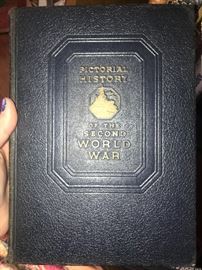 PICTORIAL
HISTORY
OF THE
SECOND
WORLD
WAR